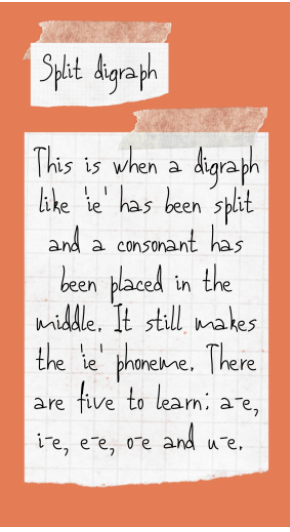 Split digraph
This is when a digraph
like 'ie' has been split
and a consonant has
been placed in the
middle. It still makes
the 'ie' phoneme. There
are five to learn: a-e,
i-e, e-e, o-e and u-e.